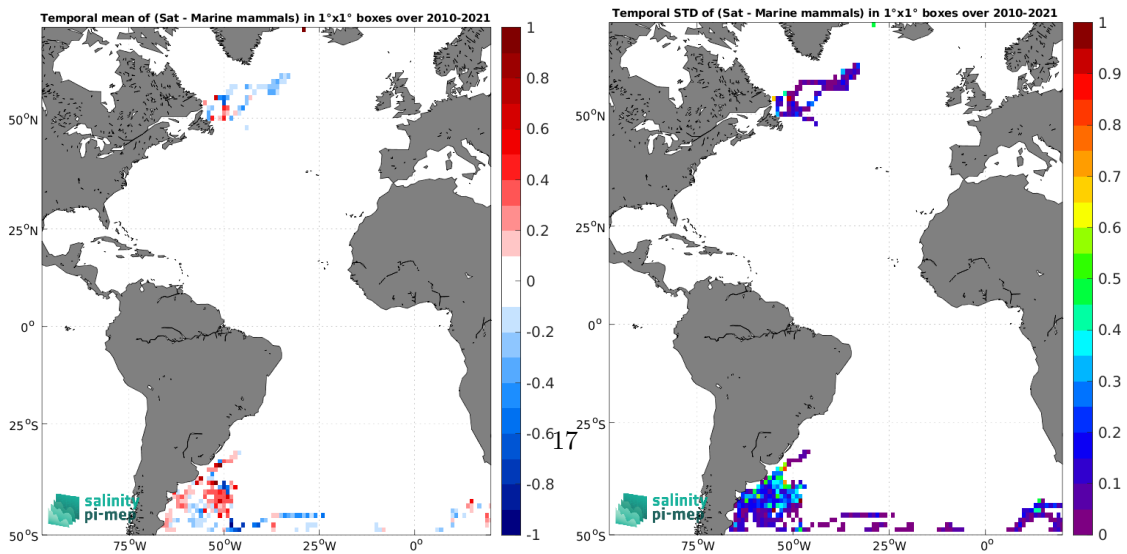 Temporal mean of (Sat - Marine mammals) in 1°x1° boxes over 2010-2021
50°N
25°N
0°
25°S
50°S
75°W
50°W
25°W
0°
1
0.8
0.6
0.4
0.2
0
-0.2
-0.4
-0.6
-0.8
-1
salinity
pi-mep
17
Temporal STD of (Sat - Marine mammals) in 1°x1° boxes over 2010-2021
50°N
25°N
0°
25°S
50°S
75°W
50°W
25°W
0°
1
0.9
0.8
0.7
0.6
0.5
0.4
0.3
0.2
0.1
0
salinity
pi-mep